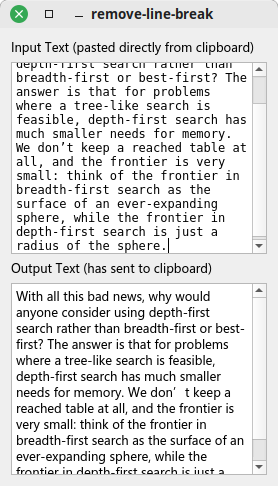 remove-line-break
Input Text (pasted directly from clipboard)
depth-first search rather than
breadth-first or best-first? The
answer is that for problems
where a tree-like search is
feasible, depth-first search has
much smaller needs for memory.
We don’t keep a reached table at
all, and the frontier is very
small: think of the frontier in
breadth-first search as the
surface of an ever-expanding
sphere, while the frontier in
depth-first search is just a
radius of the sphere.
Output Text (has sent to clipboard)
With all this bad news, why would
anyone consider using depth-first
search rather than breadth-first or best-
first? The answer is that for problems
where a tree-like search is feasible,
depth-first search has much smaller
needs for memory. We don’t keep a
reached table at all, and the frontier is
very small: think of the frontier in
breadth-first search as the surface of an
ever-expanding sphere, while the
frontier in depth-first search is just a